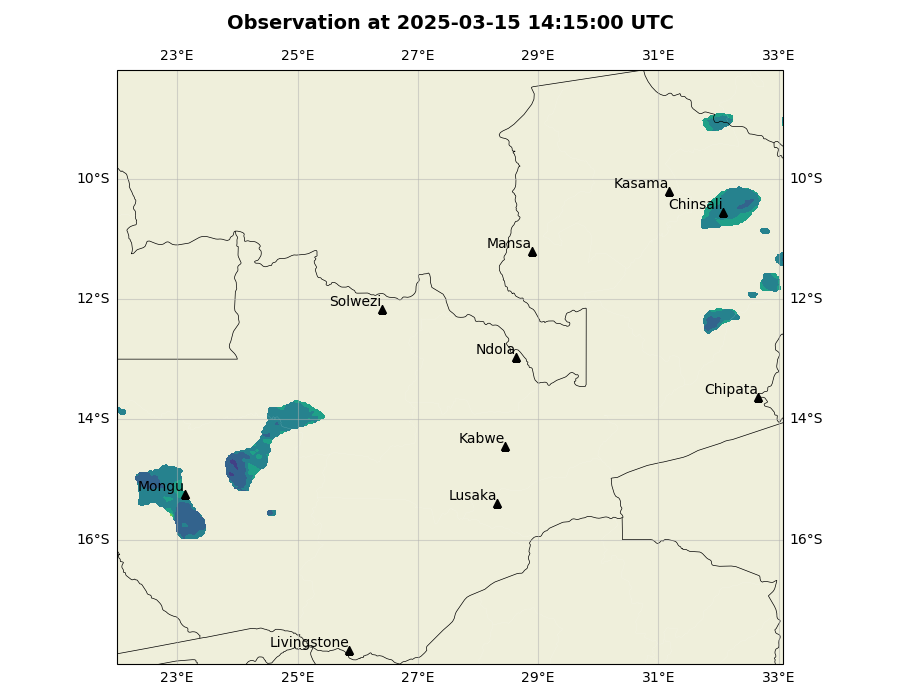 Observation at 2025-03-15 14:15:00 UTC
23°E 25°E 27°E 29°E 31°E 33°E
10°S 10°S
Kasama
Chinsali
Mansa
12°S 12°S
Solwezi
Ndola
Chipata
14°S 14°S
Kabwe
Mongu
Lusaka
16°S 16°S
Livingstone
23°E 25°E 27°E 29°E 31°E 33°E